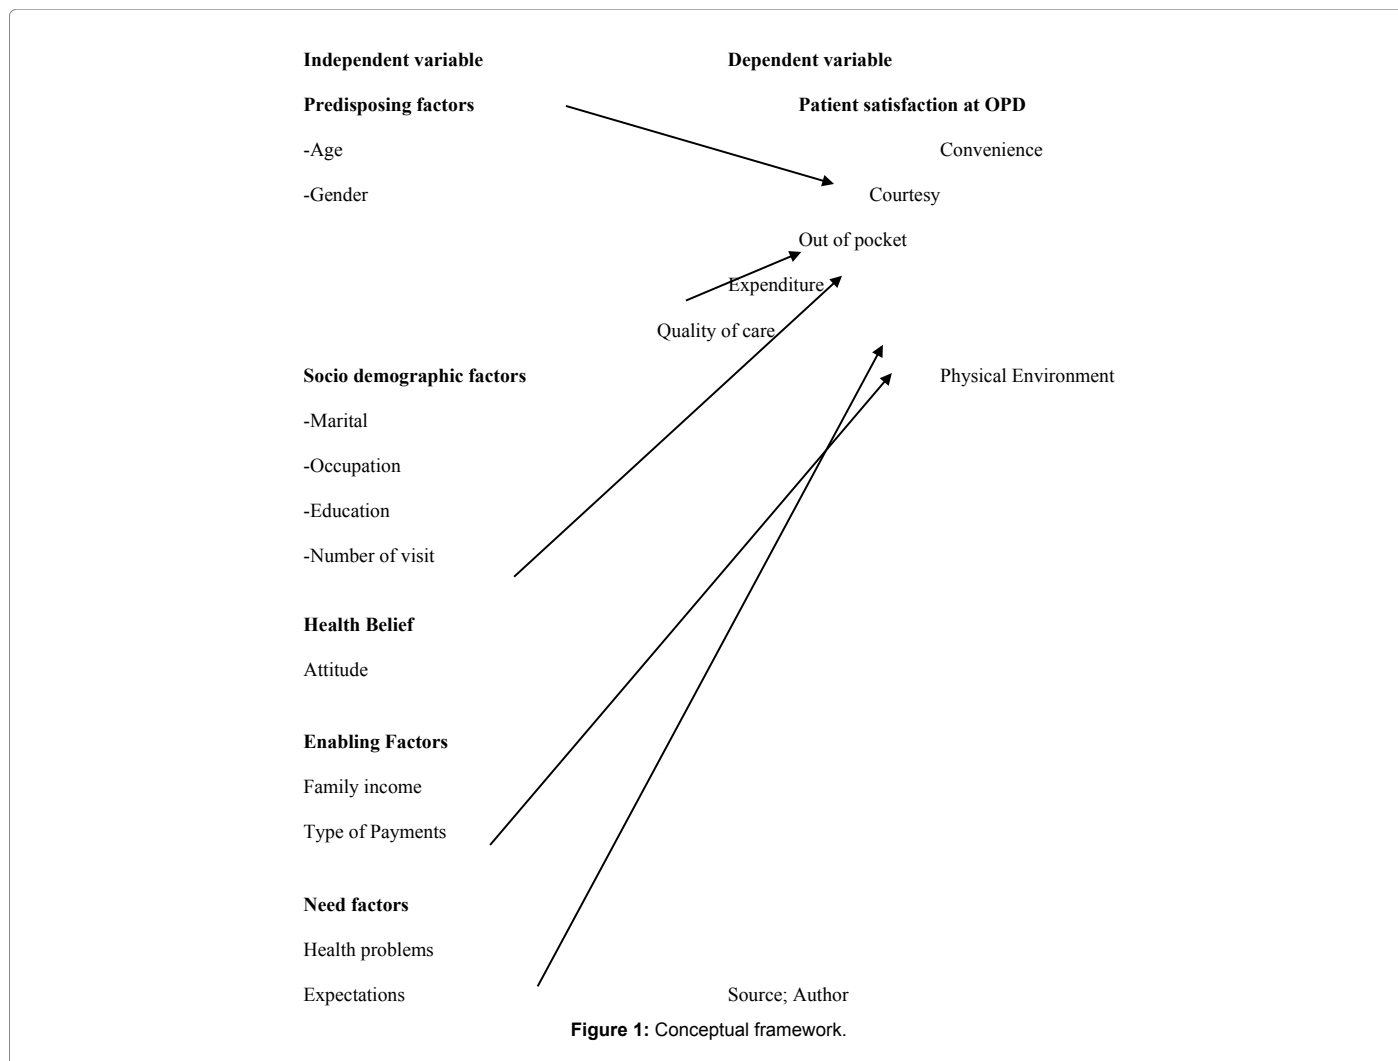 Independent variable Dependent variable
Predisposing factors Patient satisfaction at OPD
-Age Convenience
-Gender Courtesy
Out of pocket
Expenditure
Quality of care
Socio demographic factors Physical Environment
-Marital
-Occupation
-Education
-Number of visit
Health Belief
Attitude
Enabling Factors
Family income
Type of Payments
Need factors
Health problems
Expectations Source; Author
Figure 1: Conceptual framework.